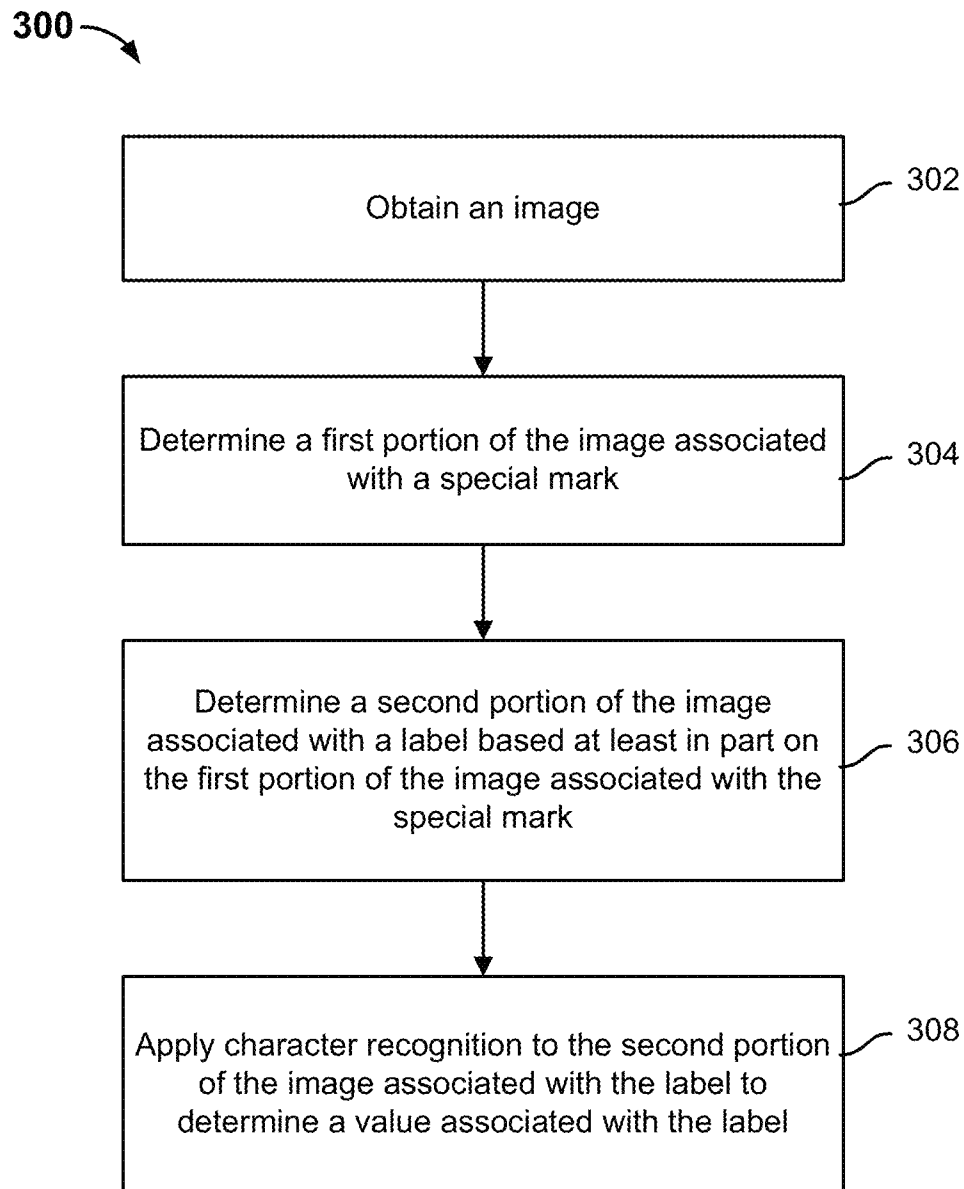 300
Obtain an image
302
Determine a first portion of the image associated
with a special mark
304
Determine a second portion of the image
associated with a label based at least in part on
the first portion of the image associated with the
special mark
306
Apply character recognition to the second portion
of the image associated with the label to
determine a value associated with the label
308